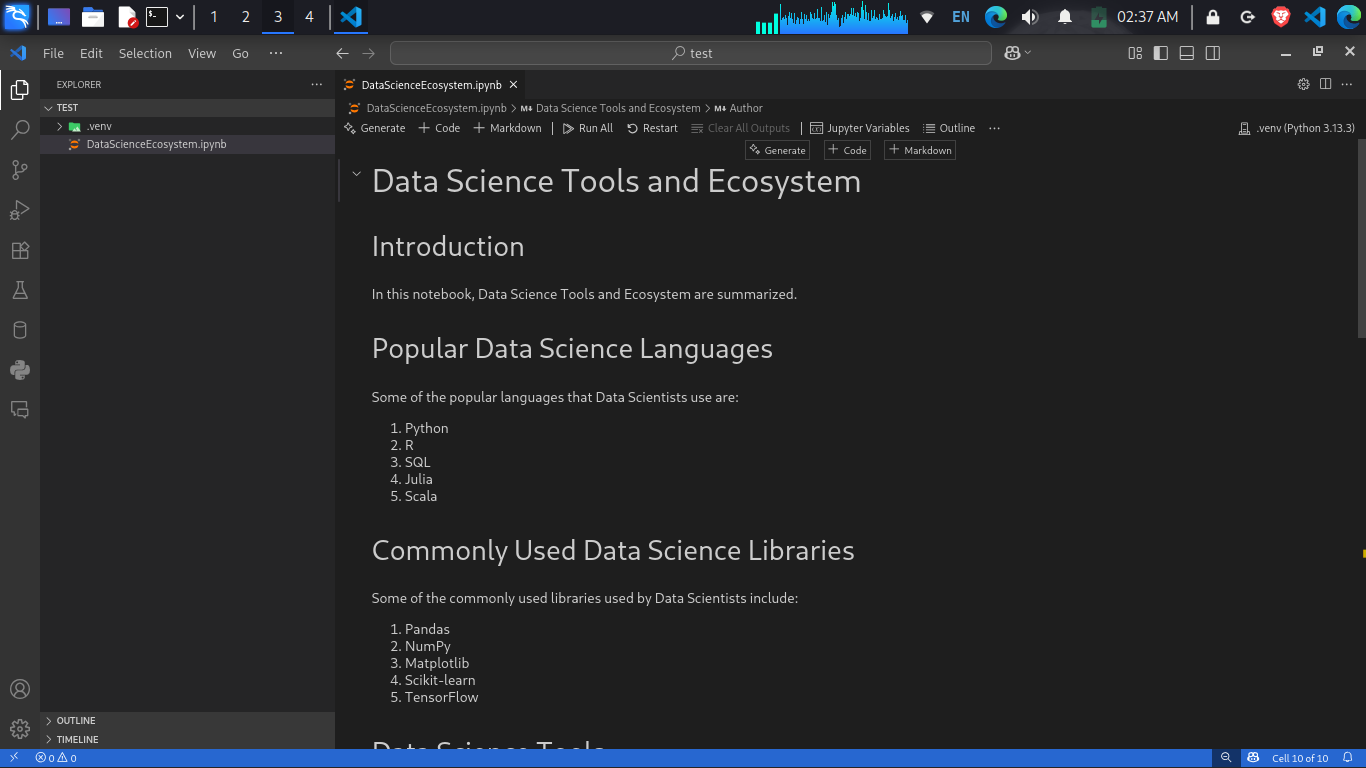 1 2 3 4 EN 02:37 AM
File Edit Selection View Go ... test
EXPLORER ... DataScienceEcosystem.ipynb
TEST
DataScienceEcosystem.ipynb > Data Science Tools and Ecosystem > Author
.venv
Generate + Code + Markdown Run All Restart Clear All Outputs Jupyter Variables Outline ... .venv (Python 3.13.3)
DataScienceEcosystem.ipynb
Generate + Code + Markdown
Data Science Tools and Ecosystem
Introduction
In this notebook, Data Science Tools and Ecosystem are summarized.
Popular Data Science Languages
Some of the popular languages that Data Scientists use are:
1. Python
2. R
3. SQL
4. Julia
5. Scala
Commonly Used Data Science Libraries
Some of the commonly used libraries used by Data Scientists include:
1. Pandas
2. NumPy
3. Matplotlib
4. Scikit-learn
5. TensorFlow
Data Science Tools
OUTLINE
TIMELINE
0 0 Cell 10 of 10